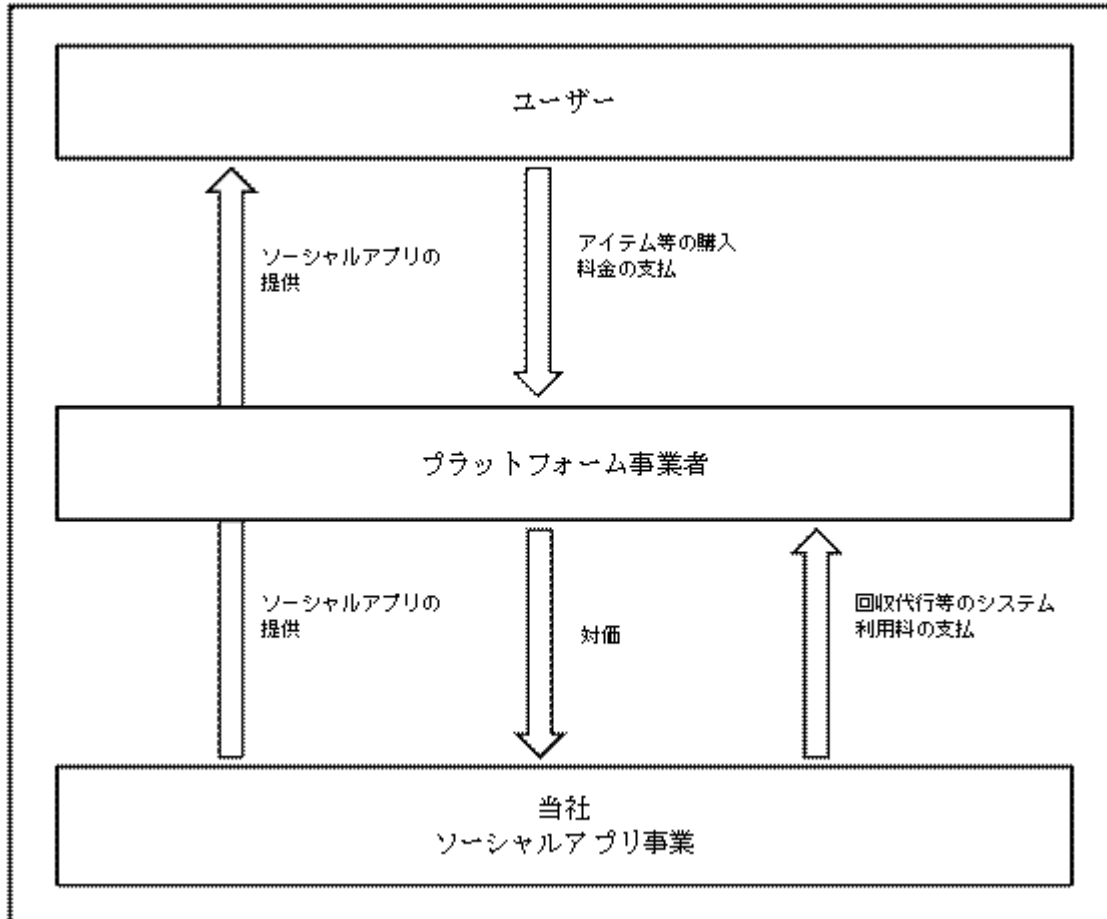 ユーザー
ソーシャルアプリの
提供
アイテム等の購入
料金の支払
プラットフォーム事業者
ソーシャルアプリの
提供
対価
回収代行等のシステム
利用料の支払
当社
ソーシャルアプリ事業